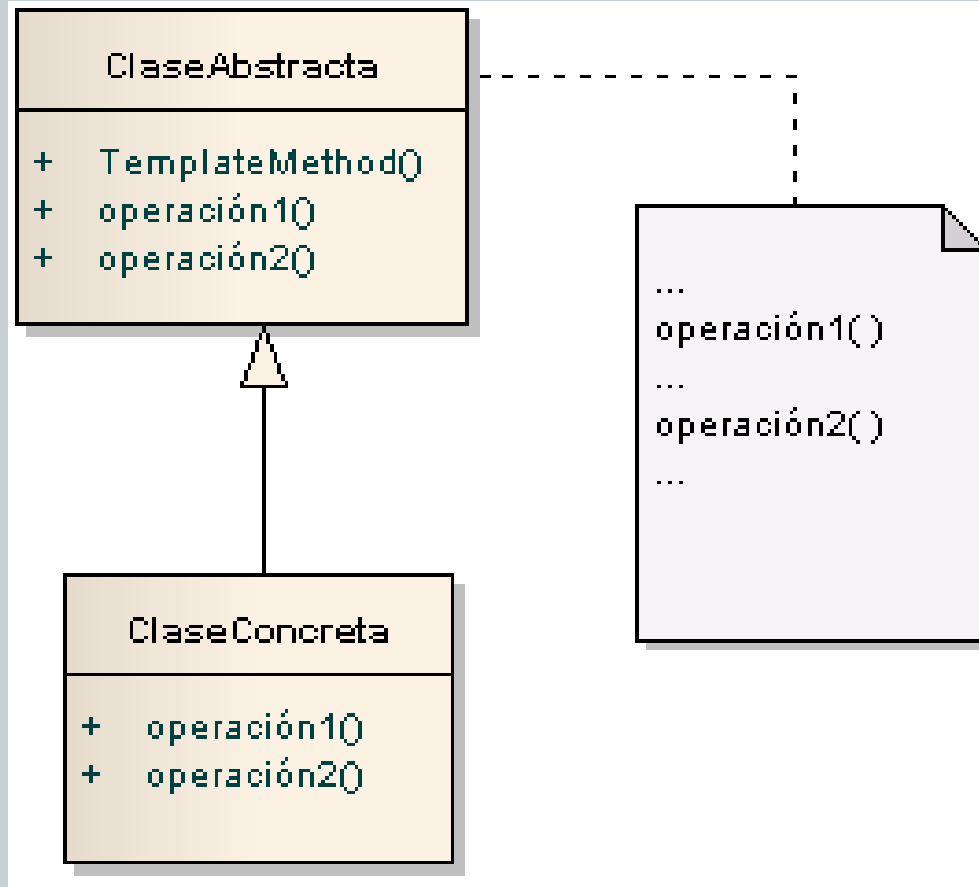 ClaseAbstracta
+ TemplateMethod()
+ operación1()
+ operación2()
...
operación1( )
...
operación2( )
...
ClaseConcreta
+ operación1()
+ operación2()